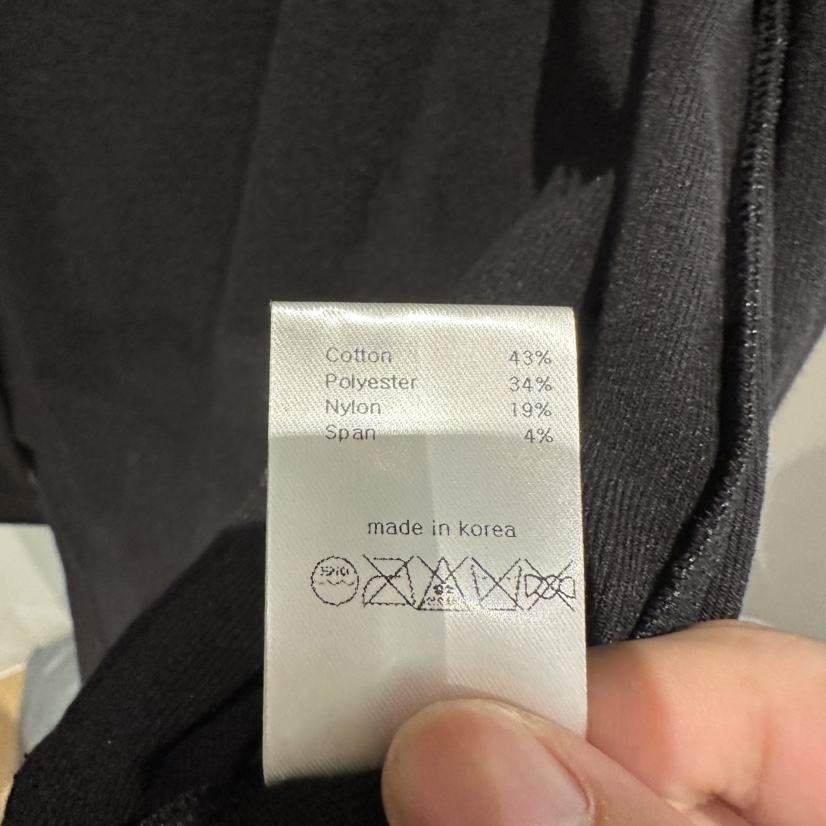 Cotton 43%
Polyester 34%
Nylon 19%
Span 4%
made in korea